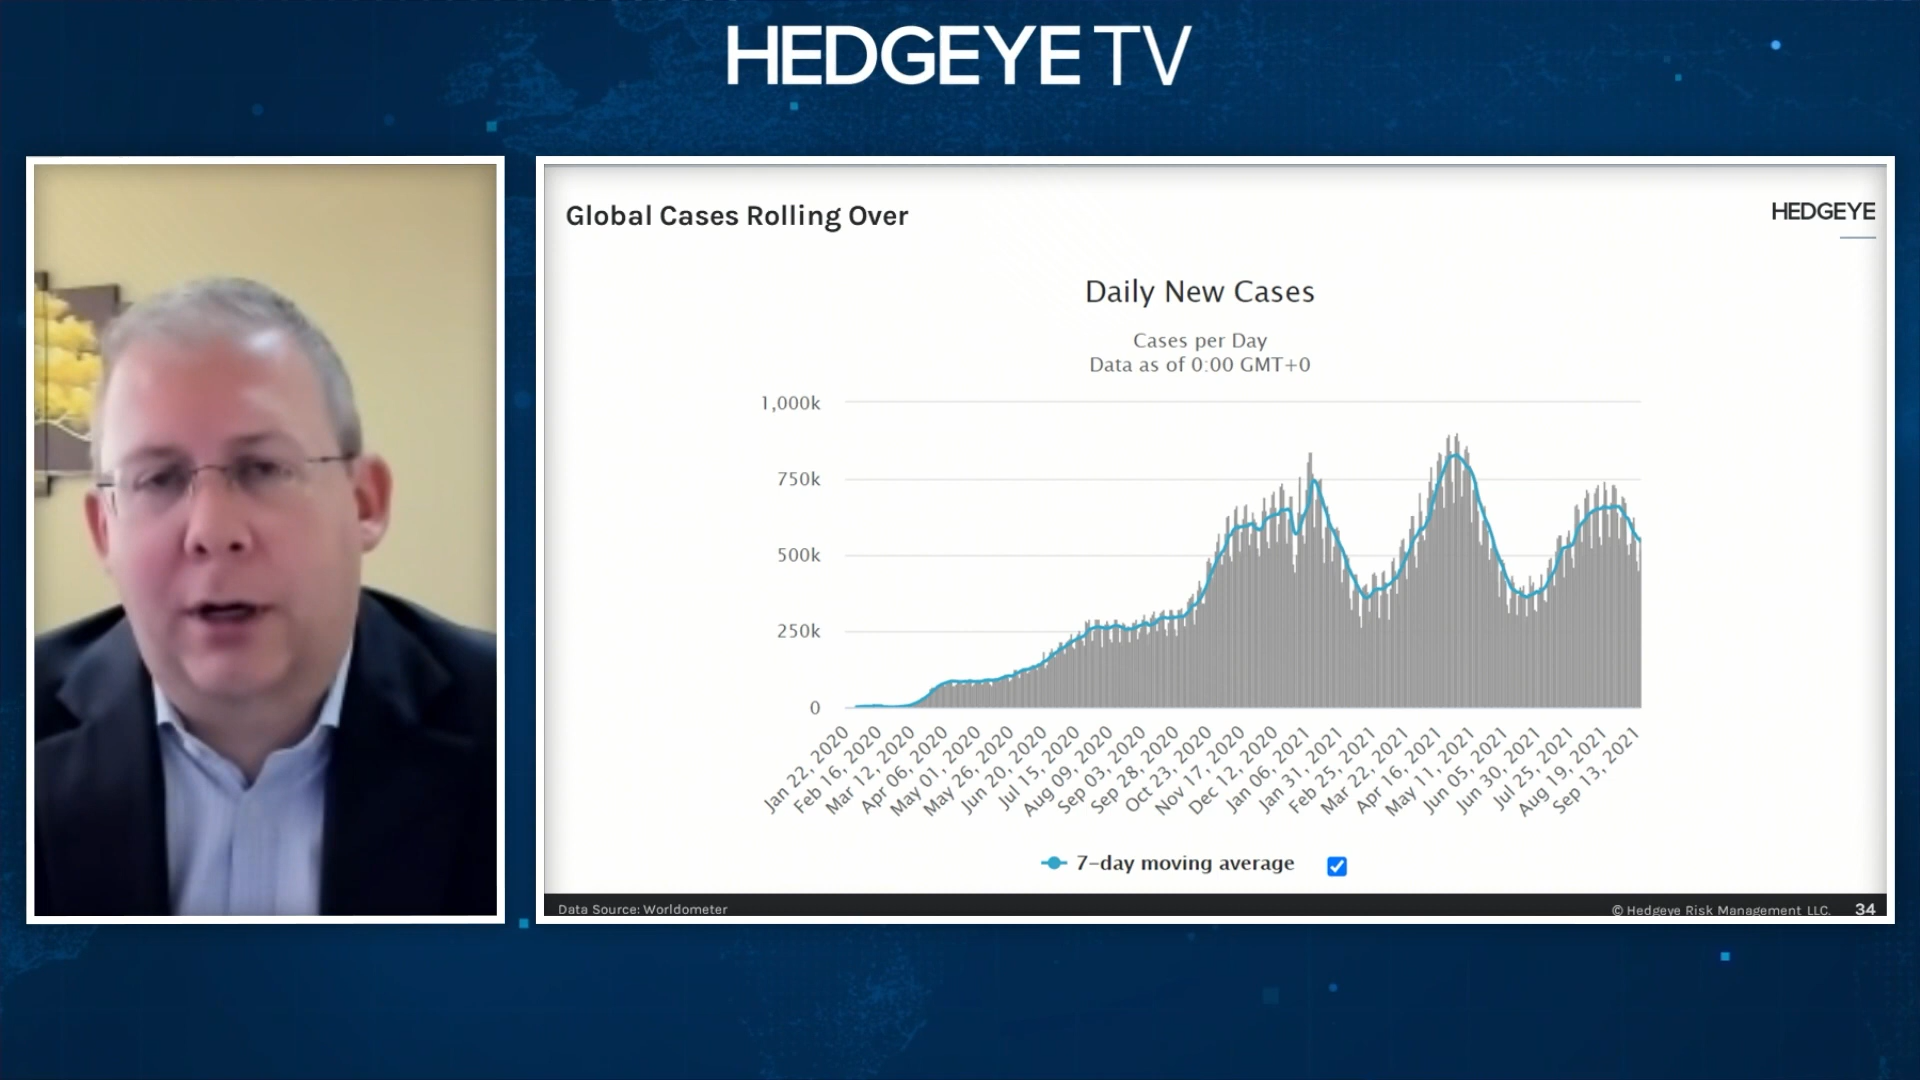 HEDGEYE TV
Global Cases Rolling Over
HEDGEYE
Daily New Cases
Cases per Day
Data as of 0:00 GMT+0
1,000k
750k
500k
250k
0
Jan 22, 2020
Feb 16, 2020
Mar 12, 2020
Apr 06, 2020
May 01, 2020
May 26, 2020
Jun 20, 2020
Jul 15, 2020
Aug 09, 2020
Sep 03, 2020
Sep 28, 2020
Oct 23, 2020
Nov 17, 2020
Dec 12, 2020
Jan 06, 2021
Jan 31, 2021
Feb 25, 2021
Mar 22, 2021
Apr 16, 2021
May 11, 2021
Jun 05, 2021
Jun 30, 2021
Jul 25, 2021
Aug 19, 2021
Sep 13, 2021
7-day moving average
Data Source: Worldometer
© Hedgeye Risk Management LLC. 34